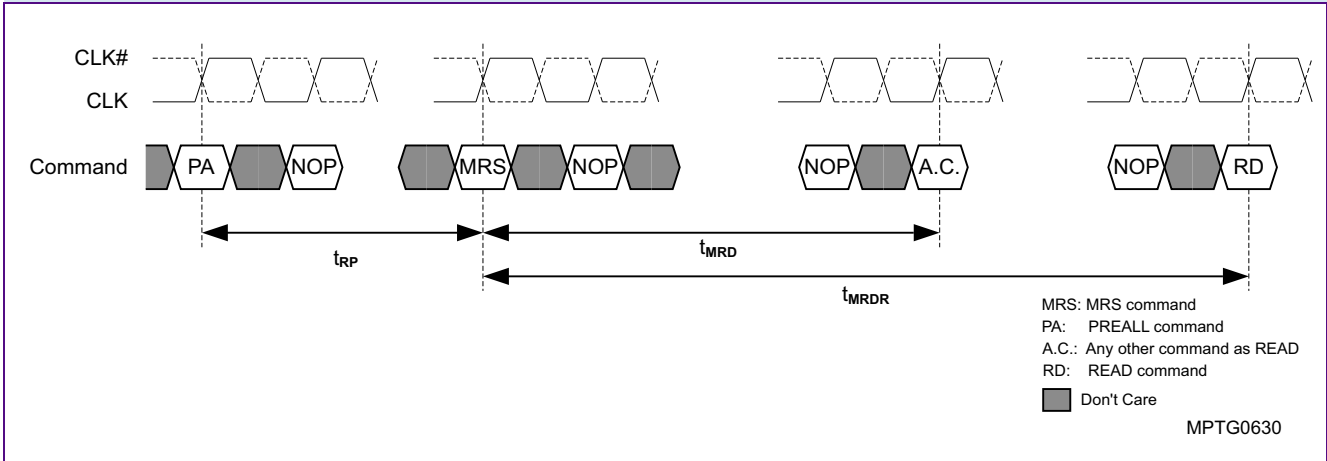 CLK#
CLK
Command
PA
NOP
MRS
NOP
NOP
A.C.
NOP
RD
tRP
tMRD
tMRDR
MRS: MRS command
PA: PREALL command
A.C.: Any other command as READ
RD: READ command
Don't Care
MPTG0630